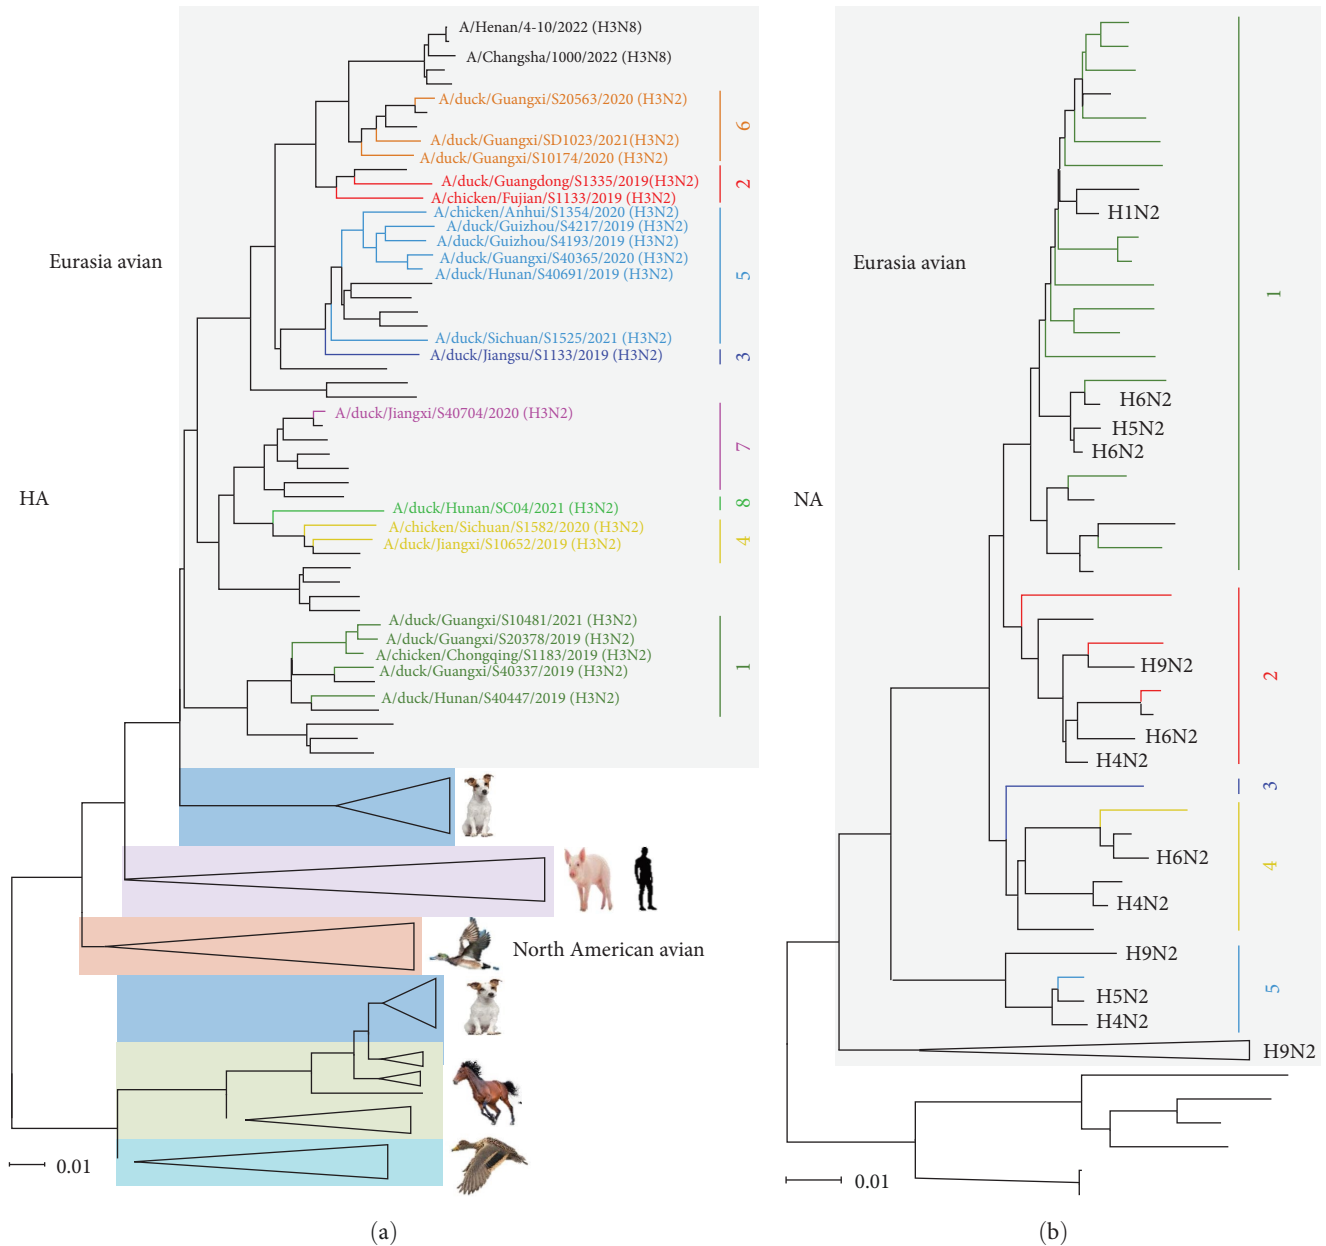 A/Henan/4-10/2022 (H3N8)
A/Changsha/1000/2022 (H3N8)
A/duck/Guangxi/S20563/2020 (H3N2)
6
A/duck/Guangxi/SD1023/2021(H3N2)
A/duck/Guangxi/S10174/2020 (H3N2)
A/duck/Guangdong/S1335/2019(H3N2)
2
A/chicken/Fujian/S1133/2019 (H3N2)
A/chicken/Anhui/S1354/2020 (H3N2)
A/duck/Guizhou/S4217/2019 (H3N2)
A/duck/Guizhou/S4193/2019 (H3N2)
A/duck/Guangxi/S40365/2020 (H3N2)
A/duck/Hunan/S40691/2019 (H3N2)
5
Eurasia avian
A/duck/Sichuan/S1525/2021 (H3N2)
A/duck/Jiangsu/S1133/2019 (H3N2)
3
A/duck/Jiangxi/S40704/2020 (H3N2)
7
HA
A/duck/Hunan/SC04/2021 (H3N2)
8
A/chicken/Sichuan/S1582/2020 (H3N2)
A/duck/Jiangxi/S10652/2019 (H3N2)
4
A/duck/Guangxi/S10481/2021 (H3N2)
A/duck/Guangxi/S20378/2019 (H3N2)
A/chicken/Chongqing/S1183/2019 (H3N2)
A/duck/Guangxi/S40337/2019 (H3N2)
1
A/duck/Hunan/S40447/2019 (H3N2)
North American avian
0.01
(a)
H1N2
Eurasia avian
1
H6N2
H5N2
H6N2
NA
H9N2
2
H6N2
H4N2
3
H6N2
4
H4N2
H9N2
5
H5N2
H4N2
H9N2
0.01
(b)